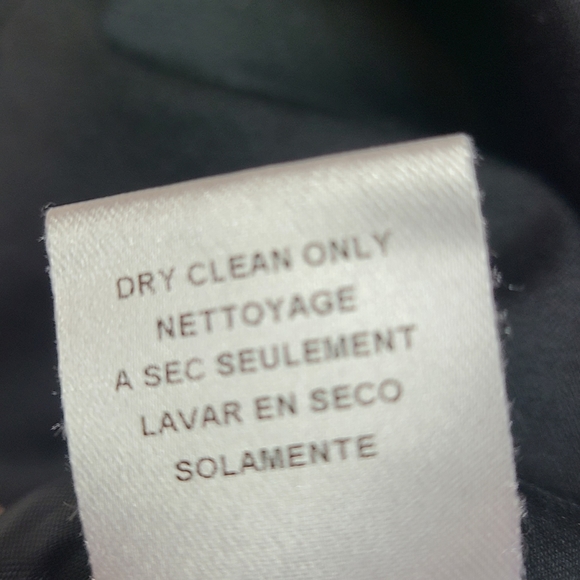 DRY CLEAN ONLY
NETTOYAGE
A SEC SEULEMENT
LAVAR EN SECO
SOLAMENTE